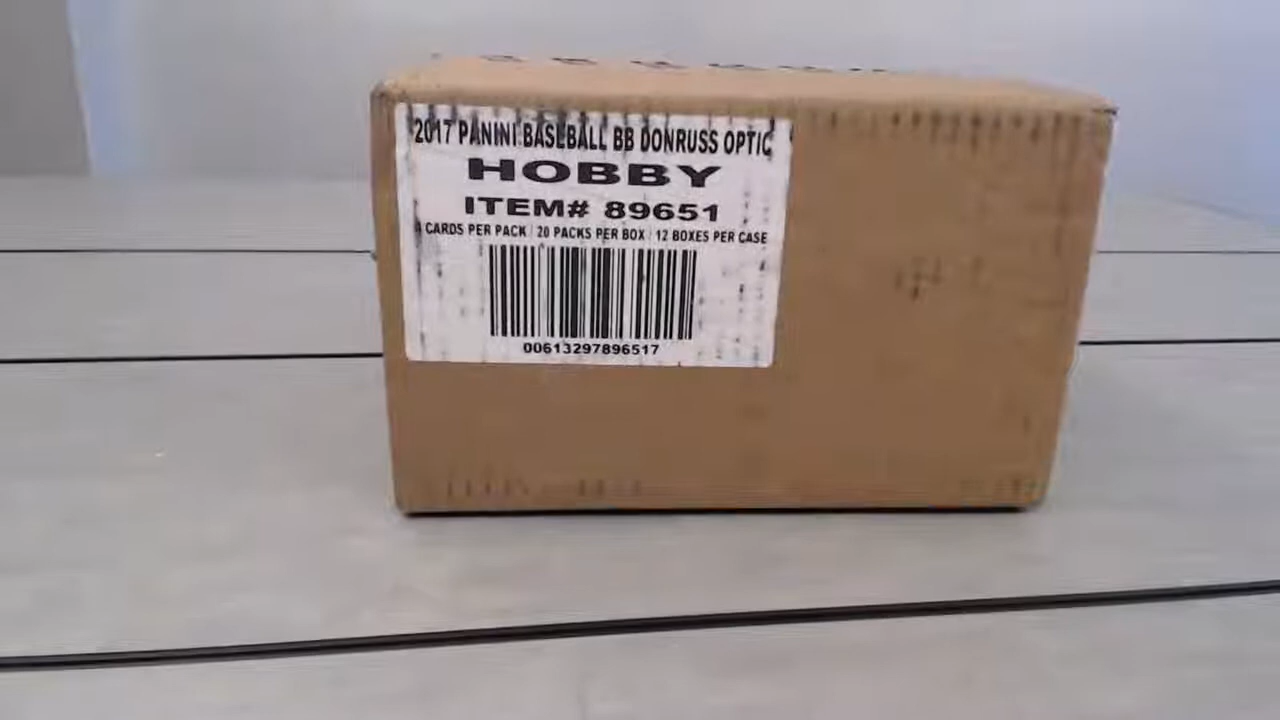 2017 PANINI BASEBALL BB DONRUSS OPTIC
HOBBY
ITEM# 89651
4 CARDS PER PACK | 20 PACKS PER BOX | 12 BOXES PER CASE
00613297896517